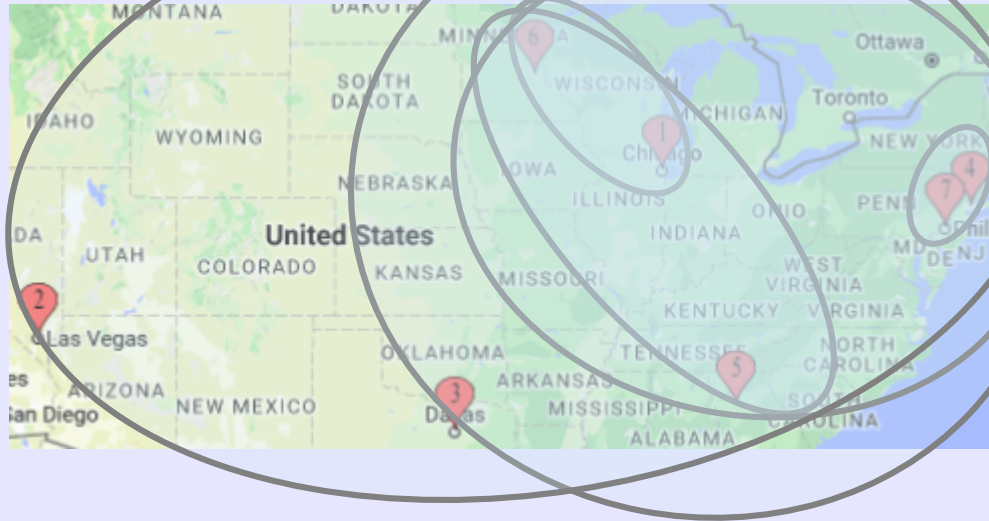 MONTANA
DAKOTA
MINN
6
A
Ottawa
WISCONSIN
SOUTH
DAKOTA
Toronto
MICHIGAN
IDAHO
WYOMING
1
Chicago
NEW YORK
IOWA
4
NEBRASKA
ILLINOIS
7
PENN
OHIO
Phil
DA
United States
INDIANA
MD
DE
NJ
UTAH
COLORADO
KANSAS
MISSOURI
WEST
VIRGINIA
2
KENTUCKY
VIRGINIA
Las Vegas
OKLAHOMA
TENNESSEE
NORTH
CAROLINA
es
ARIZONA
3
ARKANSAS
5
San Diego
NEW MEXICO
Dallas
MISSISSIPPI
SOUTH
CAROLINA
ALABAMA